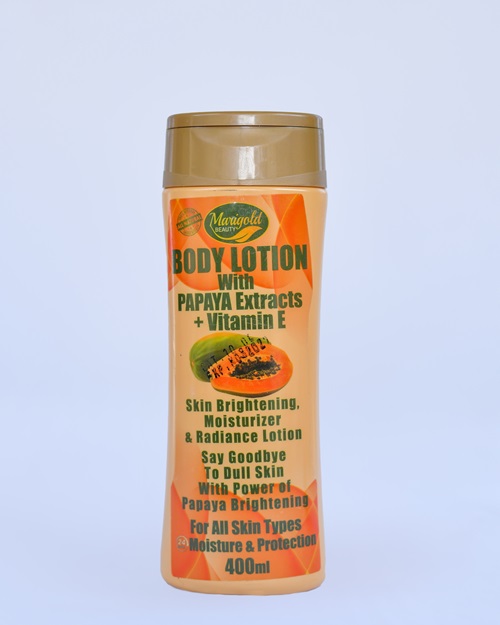 Marigold
BEAUTY
BODY LOTION
With
PAPAYA Extracts
+ Vitamin E
Skin Brightening,
Moisturizer
& Radiance Lotion
Say Goodbye
To Dull Skin
With Power of
Papaya Brightening
For All Skin Types
24 Moisture & Protection
400ml